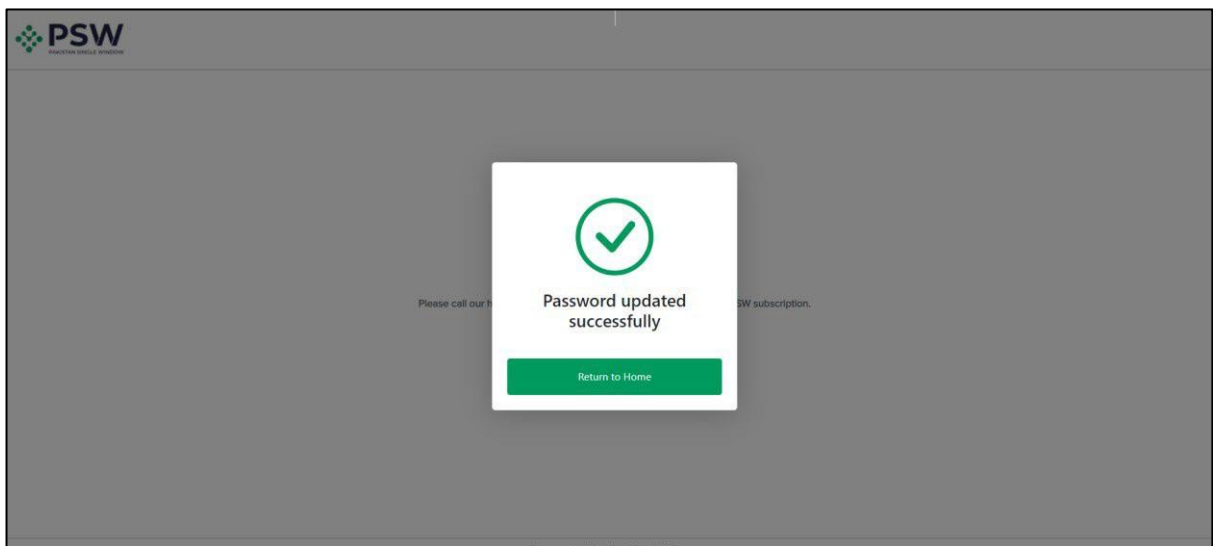 PSW
PAKISTAN SINGLE WINDOW
Please call our
SW subscription.
Password updated
successfully
Return to Home